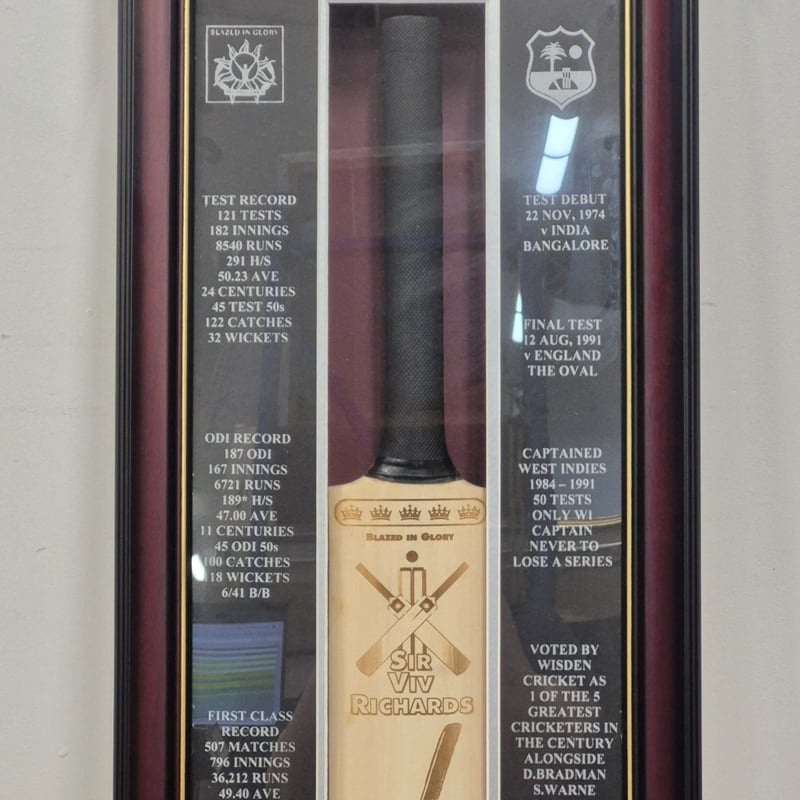 BLAZED IN GLORY
TEST RECORD
121 TESTS
182 INNINGS
8540 RUNS
291 H/S
50.23 AVE
24 CENTURIES
45 TEST 50s
122 CATCHES
32 WICKETS
ODI RECORD
187 ODI
167 INNINGS
6721 RUNS
189* H/S
47.00 AVE
11 CENTURIES
45 ODI 50s
100 CATCHES
118 WICKETS
6/41 B/B
FIRST CLASS
RECORD
507 MATCHES
796 INNINGS
36,212 RUNS
49.40 AVE
BLAZED IN GLORY
SIR
VIV
RICHARDS
TEST DEBUT
22 NOV, 1974
v INDIA
BANGALORE
FINAL TEST
12 AUG, 1991
v ENGLAND
THE OVAL
CAPTAINED
WEST INDIES
1984 – 1991
50 TESTS
ONLY WI
CAPTAIN
NEVER TO
LOSE A SERIES
VOTED BY
WISDEN
CRICKET AS
1 OF THE 5
GREATEST
CRICKETERS IN
THE CENTURY
ALONGSIDE
D.BRADMAN
S.WARNE